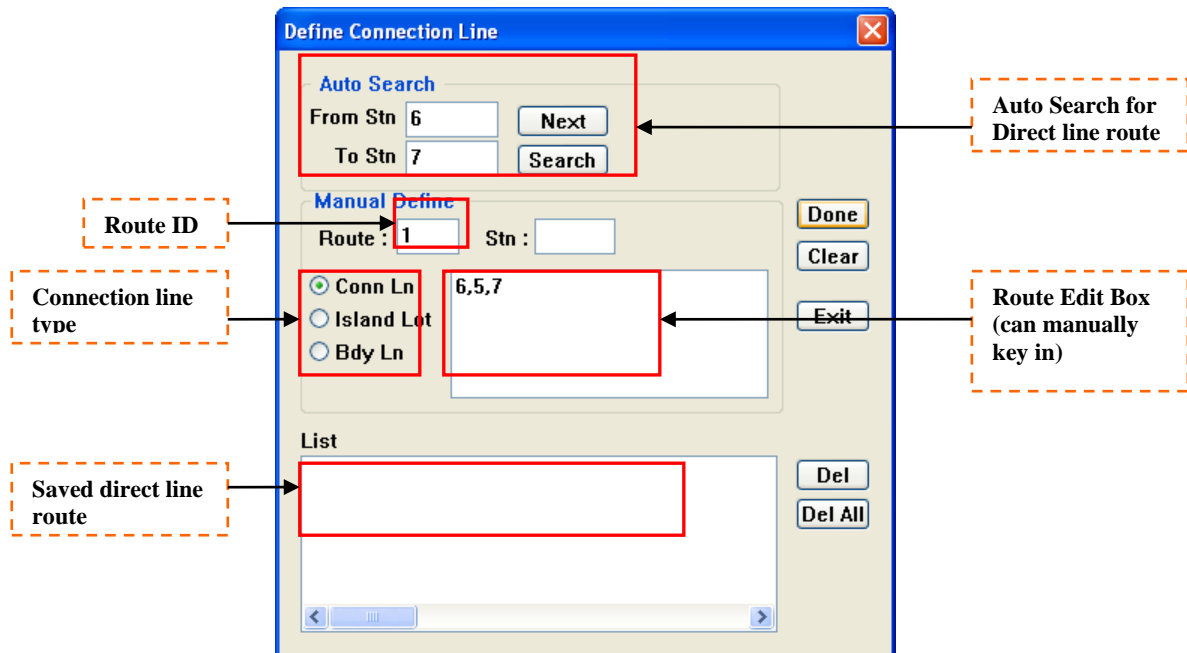 Define Connection Line
Auto Search
From Stn 6
Next
To Stn 7
Search
Auto Search for
Direct line route
Manual Define
Route : 1
Stn :
Done
Clear
Exit
Route ID
Connection line
type
Conn Ln
Island Lot
Bdy Ln
6,5,7
Route Edit Box
(can manually
key in)
List
Saved direct line
route
Del
Del All